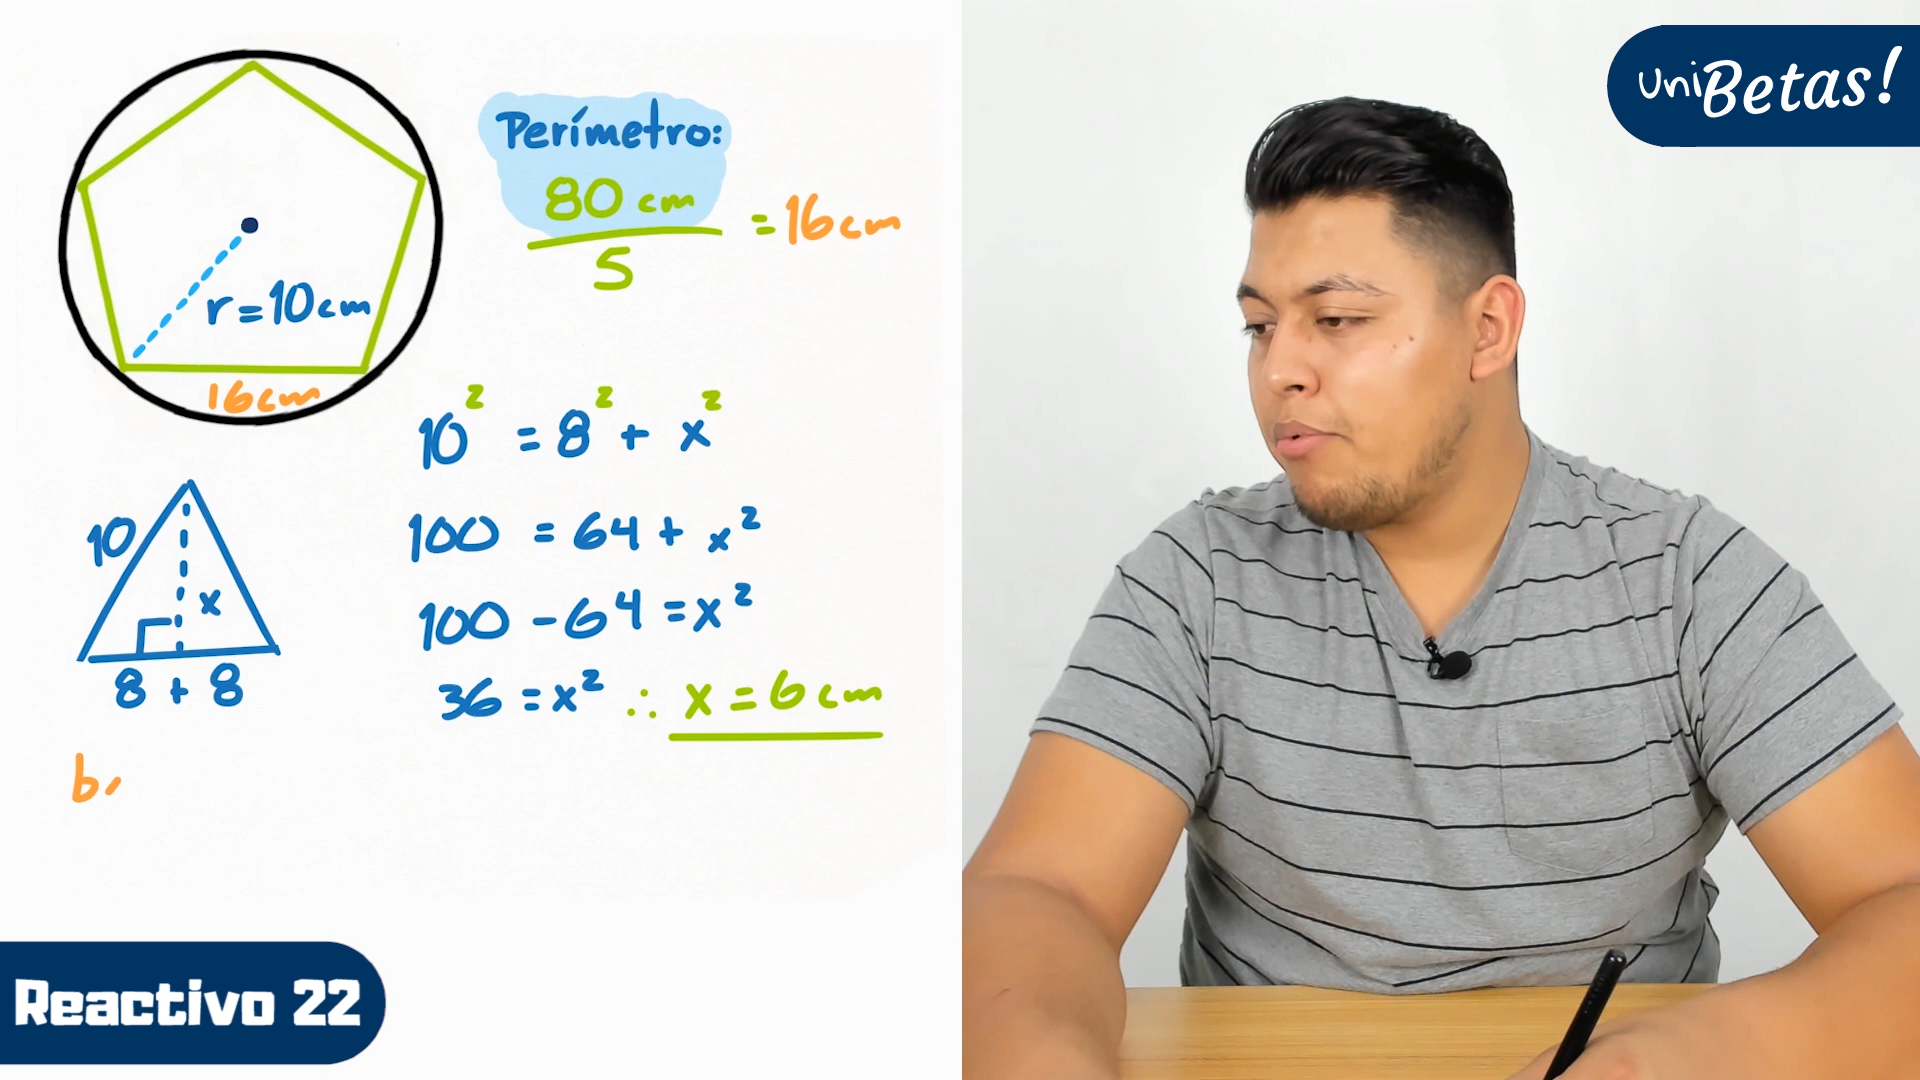 uniBetas!
Perímetro:
80 cm
5
= 16 cm
r = 10 cm
16 cm
10² = 8² + x²
100 = 64 + x²
100 - 64 = x²
36 = x² ∴ x = 6 cm
10
x
8 + 8
b
Reactivo 22